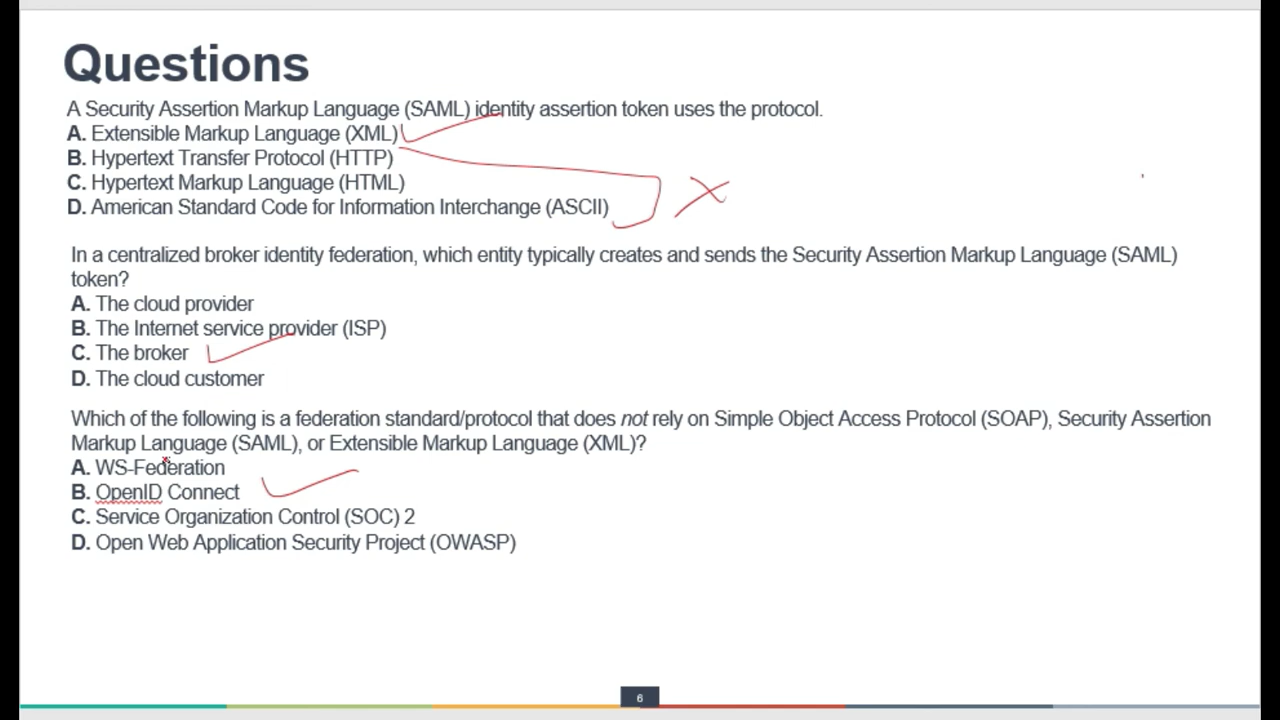 Questions
A Security Assertion Markup Language (SAML) identity assertion token uses the protocol.
A. Extensible Markup Language (XML)
B. Hypertext Transfer Protocol (HTTP)
C. Hypertext Markup Language (HTML)
D. American Standard Code for Information Interchange (ASCII)
In a centralized broker identity federation, which entity typically creates and sends the Security Assertion Markup Language (SAML)
token?
A. The cloud provider
B. The Internet service provider (ISP)
C. The broker
D. The cloud customer
Which of the following is a federation standard/protocol that does not rely on Simple Object Access Protocol (SOAP), Security Assertion
Markup Language (SAML), or Extensible Markup Language (XML)?
A. WS-Federation
B. OpenID Connect
C. Service Organization Control (SOC) 2
D. Open Web Application Security Project (OWASP)
6